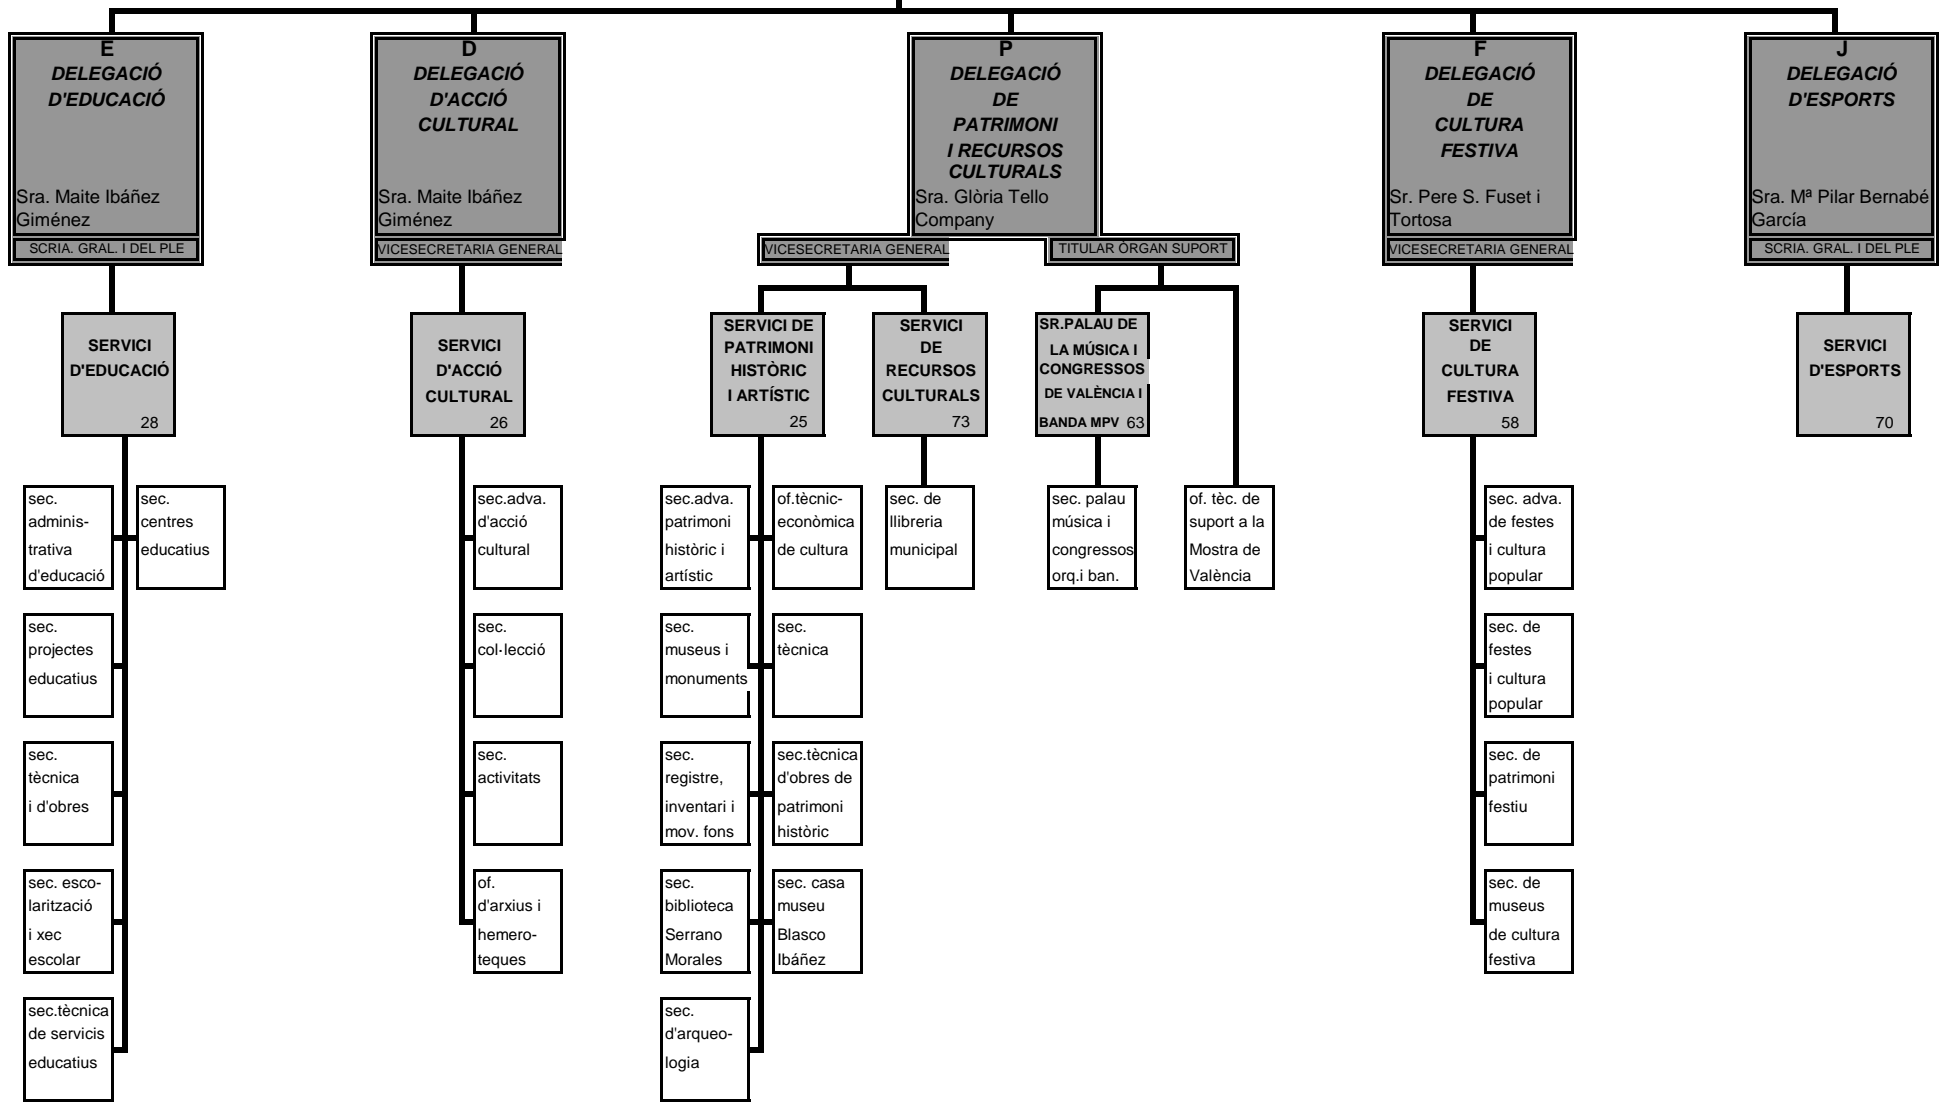 E
DELEGACIÓ
D'EDUCACIÓ
Sra. Maite Ibáñez
Giménez
SCRIA. GRAL. I DEL PLE
D
DELEGACIÓ
D'ACCIÓ
CULTURAL
Sra. Maite Ibáñez
Giménez
VICESECRETARIA GENERAL
P
DELEGACIÓ
DE
PATRIMONI
I RECURSOS
CULTURALS
Sra. Glòria Tello
Company
VICESECRETARIA GENERAL
TITULAR ÒRGAN SUPORT
F
DELEGACIÓ
DE
CULTURA
FESTIVA
Sr. Pere S. Fuset i
Tortosa
VICESECRETARIA GENERAL
J
DELEGACIÓ
D'ESPORTS
Sra. Mª Pilar Bernabé
García
SCRIA. GRAL. I DEL PLE
SERVICI
D'EDUCACIÓ
28
SERVICI
D'ACCIÓ
CULTURAL
26
SERVICI DE
PATRIMONI
HISTÒRIC
I ARTÍSTIC
25
SERVICI
DE
RECURSOS
CULTURALS
73
SR.PALAU DE
LA MÚSICA I
CONGRESSOS
DE VALÈNCIA I
BANDA MPV 63
SERVICI
DE
CULTURA
FESTIVA
58
SERVICI
D'ESPORTS
70
sec.
adminis-
trativa
d'educació
sec.
centres
educatius
sec.
projectes
educatius
sec.
tècnica
i d'obres
sec. esco-
larització
i xec
escolar
sec.tècnica
de servicis
educatius
sec.adva.
d'acció
cultural
sec.
col·lecció
sec.
activitats
of.
d'arxius i
hemero-
teques
sec.adva.
patrimoni
històric i
artístic
of.tècnic-
econòmica
de cultura
sec.
museus i
monuments
sec.
tècnica
sec.
registre,
inventari i
mov. fons
sec.tècnica
d'obres de
patrimoni
històric
sec.
biblioteca
Serrano
Morales
sec. casa
museu
Blasco
Ibáñez
sec.
d'arqueo-
logia
sec. de
llibreria
municipal
sec. palau
música i
congressos
orq.i ban.
of. tèc. de
suport a la
Mostra de
València
sec. adva.
de festes
i cultura
popular
sec. de
festes
i cultura
popular
sec. de
patrimoni
festiu
sec. de
museus
de cultura
festiva